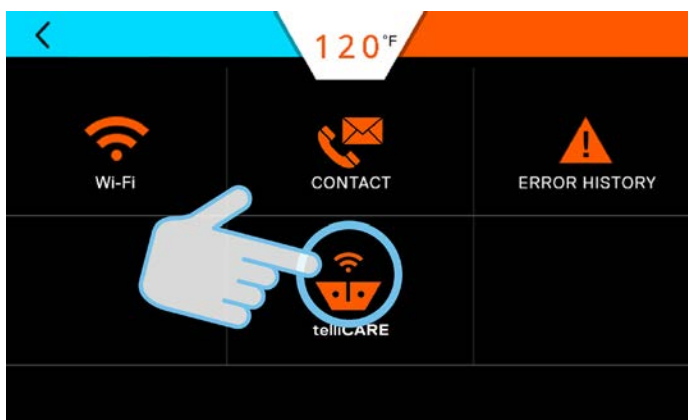 120°F
Wi-Fi
CONTACT
ERROR HISTORY
telliCARE